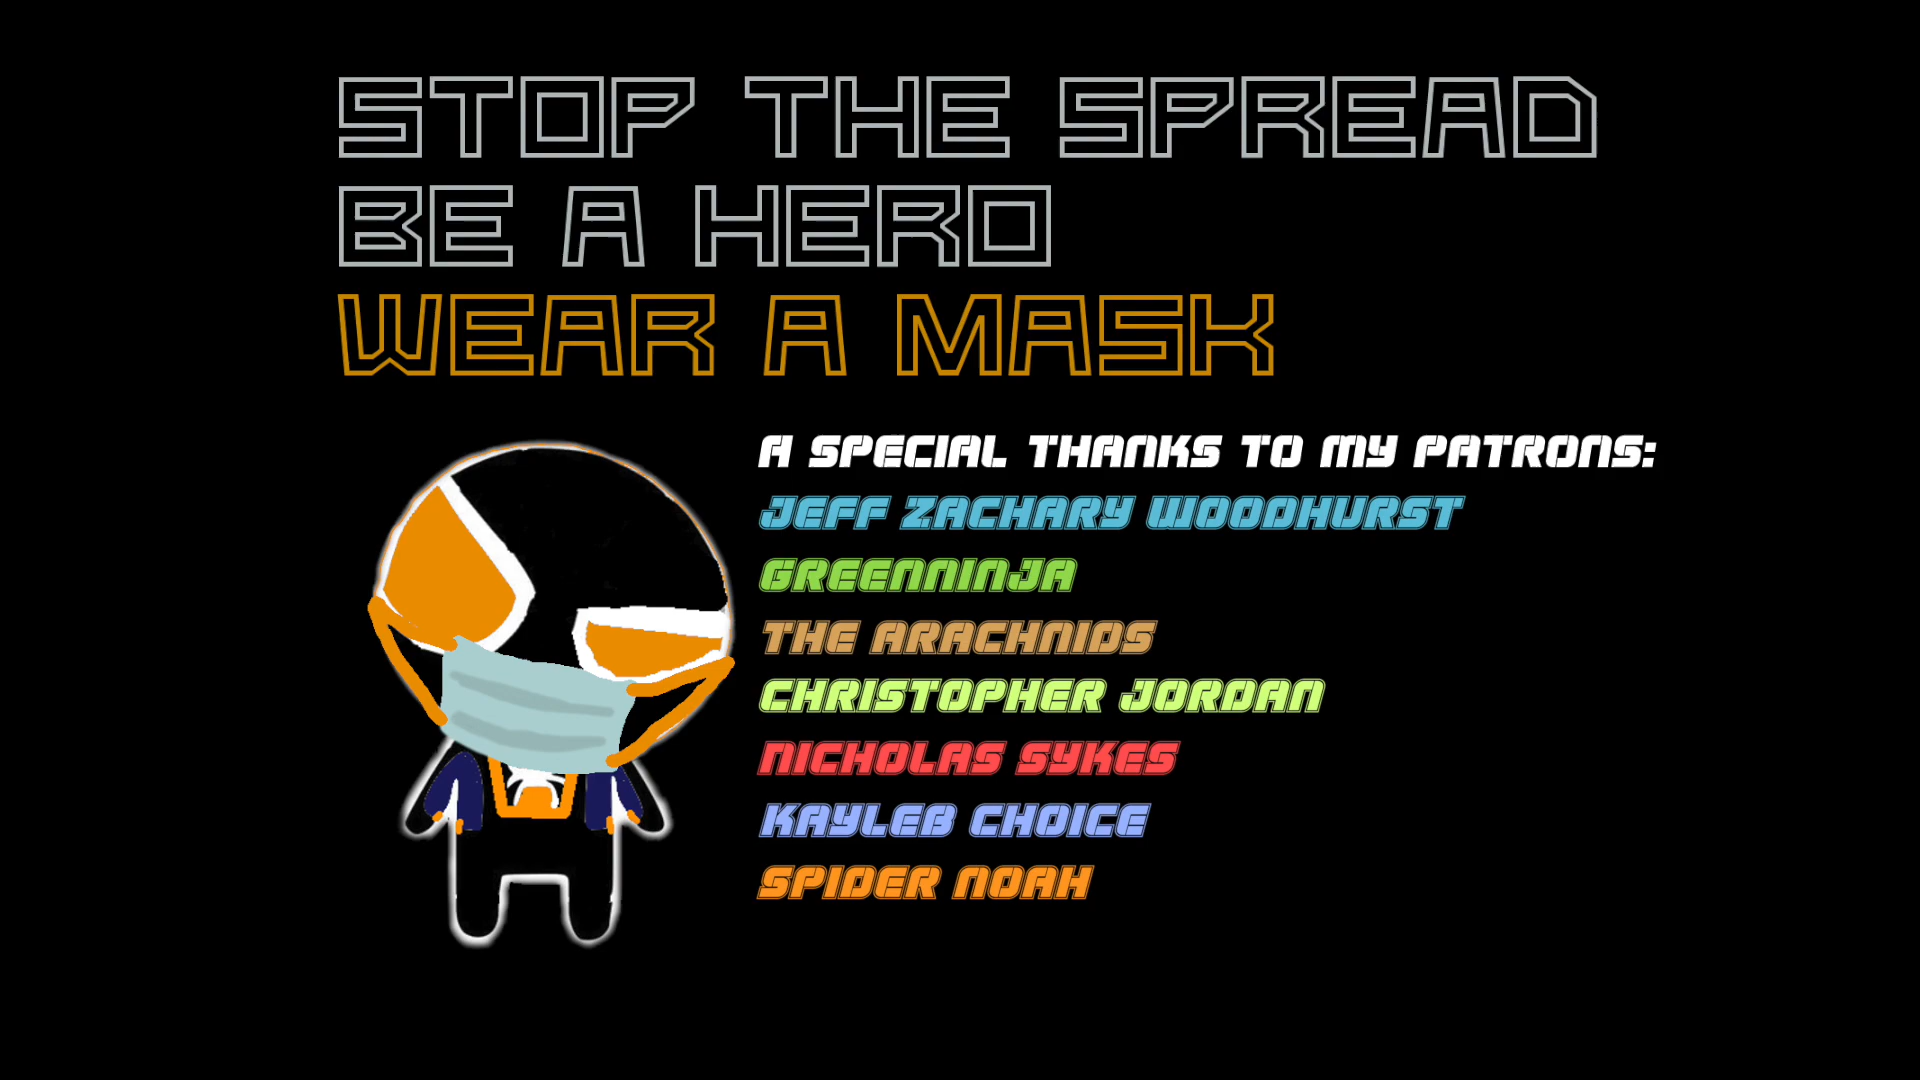 STOP THE SPREAD
BE A HERO
WEAR A MASK
A SPECIAL THANKS TO MY PATRONS:
JEFF ZACHARY WOODHURST
GREENNINJA
THE ARACHNIDS
CHRISTOPHER JORDAN
NICHOLAS SYKES
KAYLEB CHOICE
SPIDER NOAH